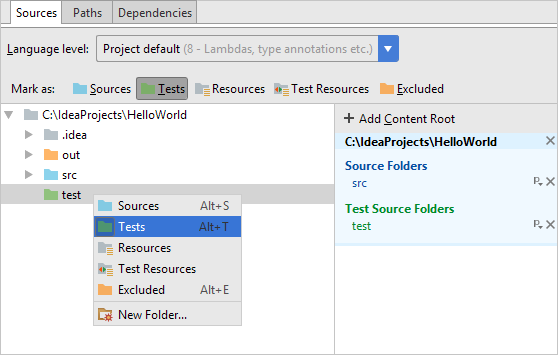 Sources Paths Dependencies
Language level: Project default (8 - Lambdas, type annotations etc.)
Mark as: Sources Tests Resources Test Resources Excluded
C:\IdeaProjects\HelloWorld
.idea
out
src
test
Sources Alt+S
Tests Alt+T
Resources
Test Resources
Excluded Alt+E
New Folder...
+ Add Content Root
C:\IdeaProjects\HelloWorld
Source Folders
src
Test Source Folders
test